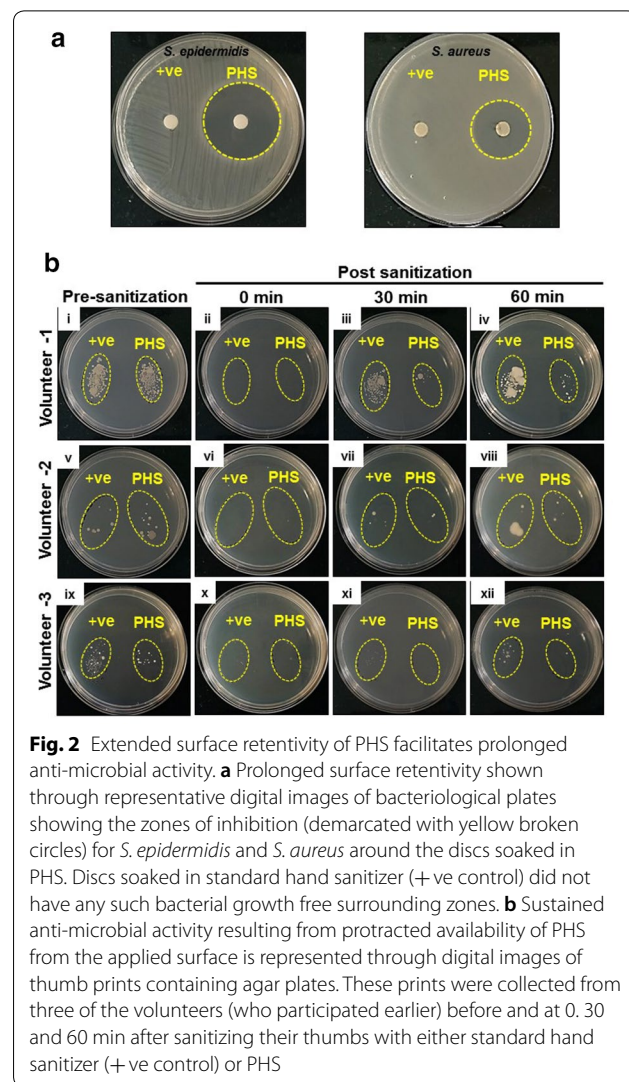 a
S. epidermidis
S. aureus
+ve
PHS
+ve
PHS
b
Post sanitization
Pre-sanitization
0 min
30 min
60 min
Volunteer -1
i
+ve
PHS
ii
+ve
PHS
iii
+ve
PHS
iv
+ve
PHS
Volunteer -2
v
+ve
PHS
vi
+ve
PHS
vii
+ve
PHS
viii
+ve
PHS
Volunteer -3
ix
+ve
PHS
x
+ve
PHS
xi
+ve
PHS
xii
+ve
PHS
Fig. 2 Extended surface retentivity of PHS facilitates prolonged
anti-microbial activity. a Prolonged surface retentivity shown
through representative digital images of bacteriological plates
showing the zones of inhibition (demarcated with yellow broken
circles) for S. epidermidis and S. aureus around the discs soaked in
PHS. Discs soaked in standard hand sanitizer (+ ve control) did not
have any such bacterial growth free surrounding zones. b Sustained
anti-microbial activity resulting from protracted availability of PHS
from the applied surface is represented through digital images of
thumb prints containing agar plates. These prints were collected from
three of the volunteers (who participated earlier) before and at 0. 30
and 60 min after sanitizing their thumbs with either standard hand
sanitizer (+ ve control) or PHS